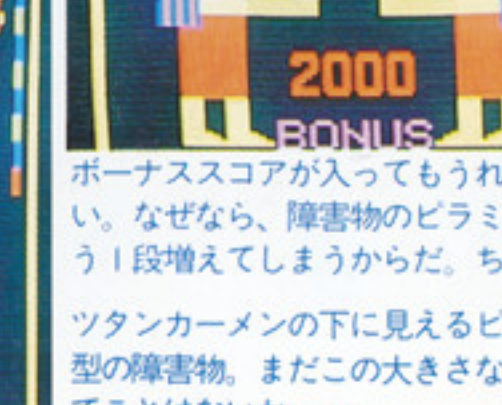 2000
BONUS
ボーナススコアが入ってもうれ
い。なぜなら、障害物のピラミ
う1段増えてしまうからだ。ち
ツタンカーメンの下に見えるピ
型の障害物。まだこの大きさな